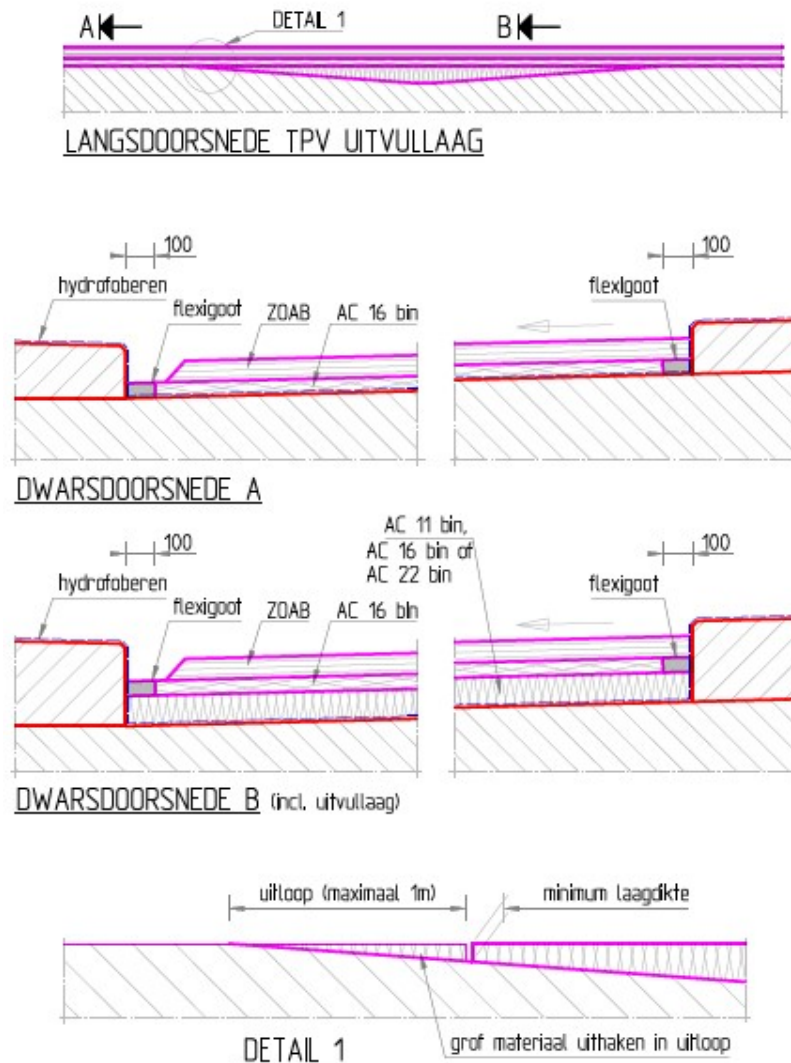 A
DETAIL 1
B
LANGSDOORSNEDE TPV UITVULLAAG
100
100
hydrofoberen
flexigoot
ZOAB
AC 16 bin
flexigoot
DWARSDOORSNEDE A
AC 11 bin,
AC 16 bin of
AC 22 bin
100
100
hydrofoberen
flexigoot
ZOAB
AC 16 bin
flexigoot
DWARSDOORSNEDE B (incl. uitvullaag)
uitloop (maximaal 1m)
minimum laagdikte
grof materiaal uithaken in uitloop
DETAIL 1